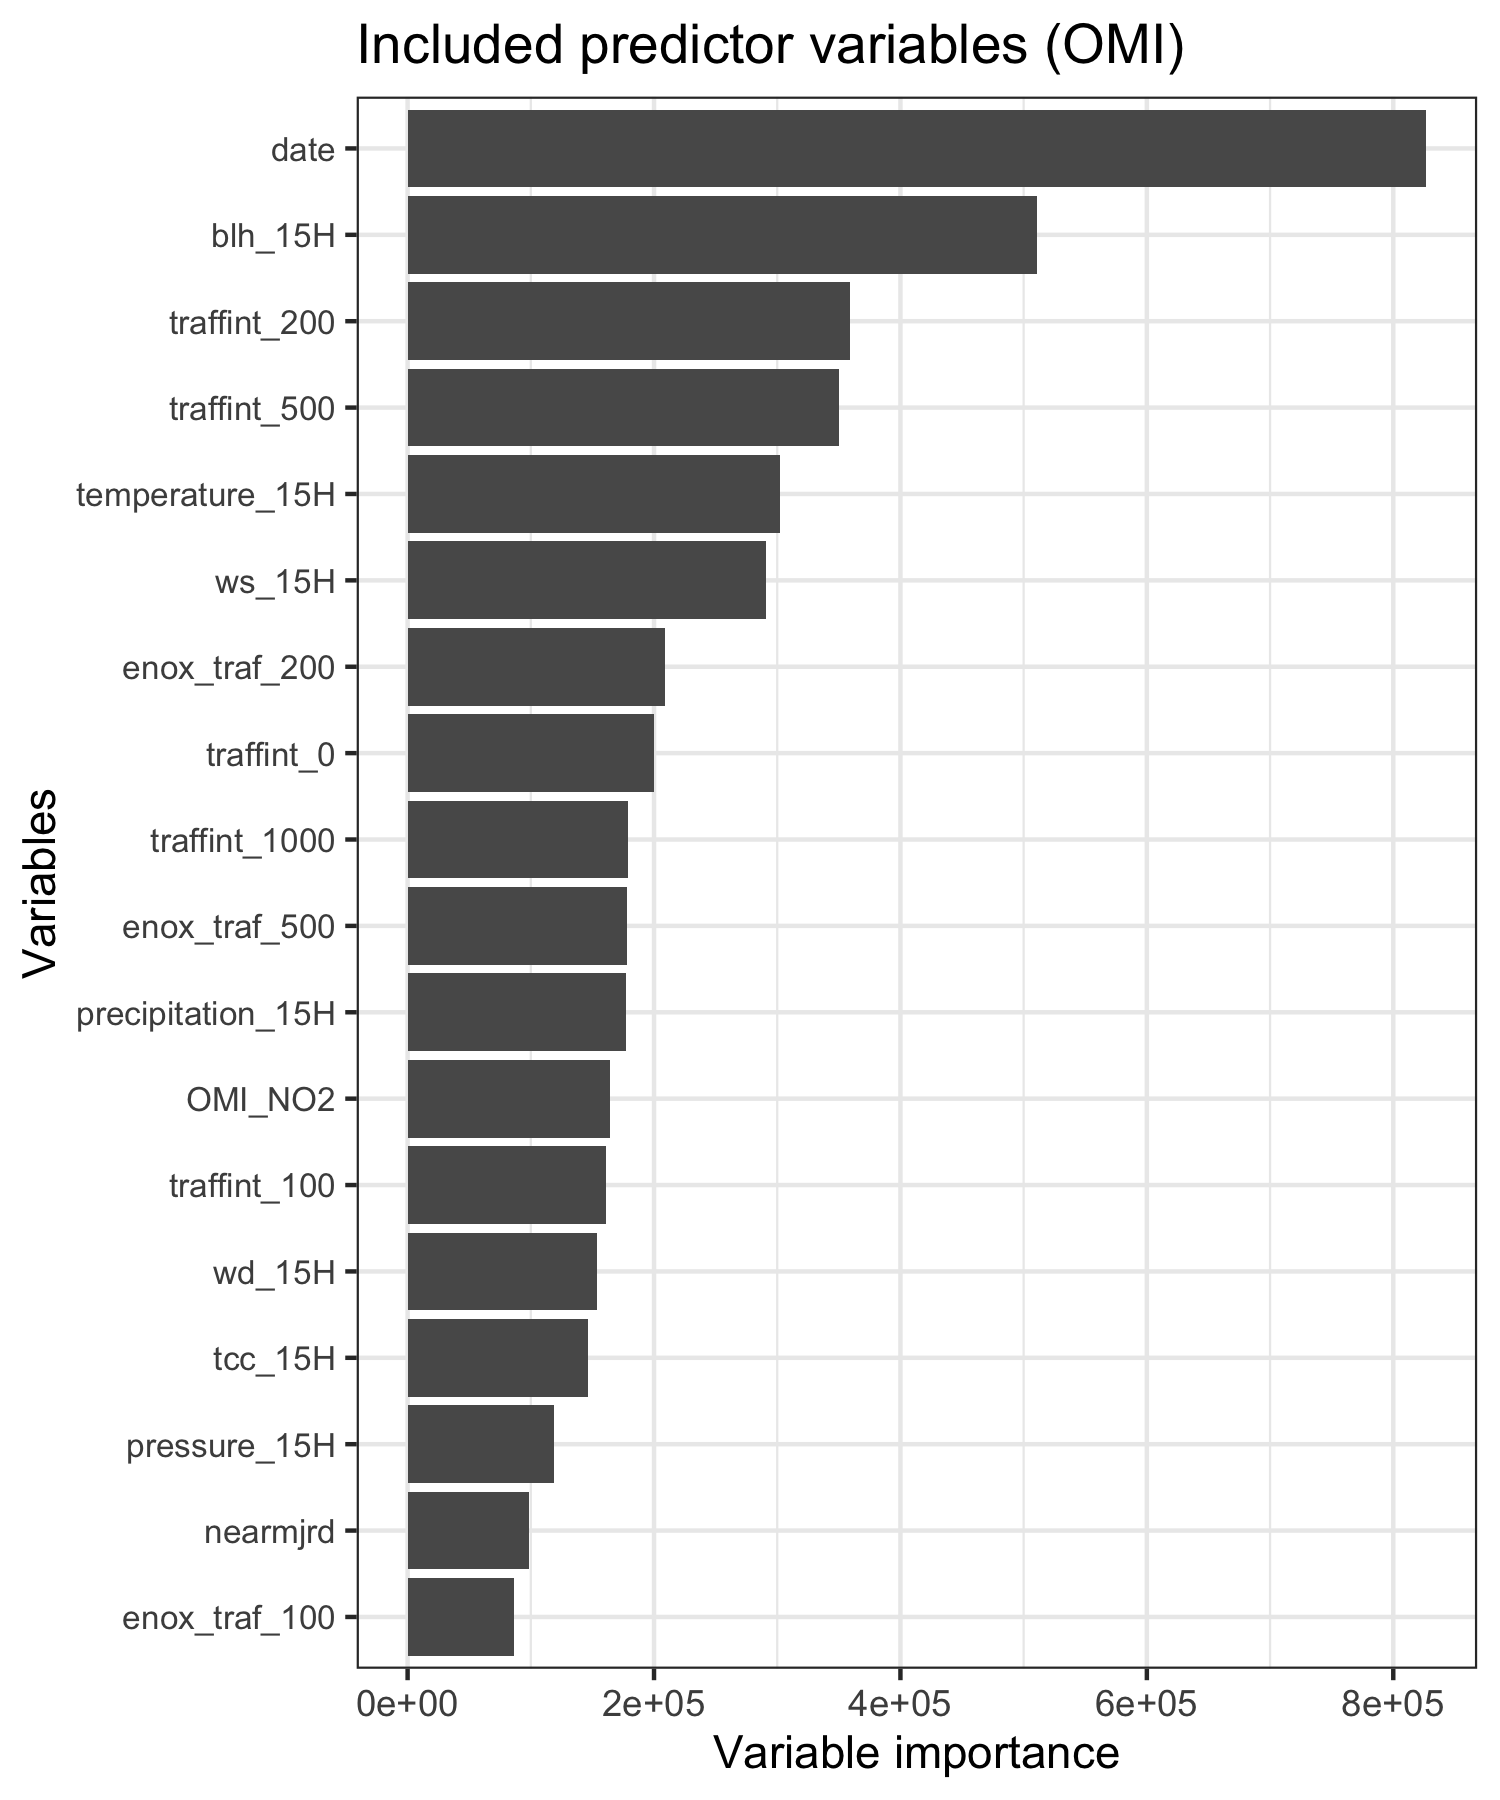 Included predictor variables (OMI)
date
blh_15H
traffint_200
traffint_500
temperature_15H
ws_15H
enox_traf_200
traffint_0
traffint_1000
enox_traf_500
precipitation_15H
OMI_NO2
traffint_100
wd_15H
tcc_15H
pressure_15H
nearmjrd
enox_traf_100
Variables
0e+00 2e+05 4e+05 6e+05 8e+05
Variable importance